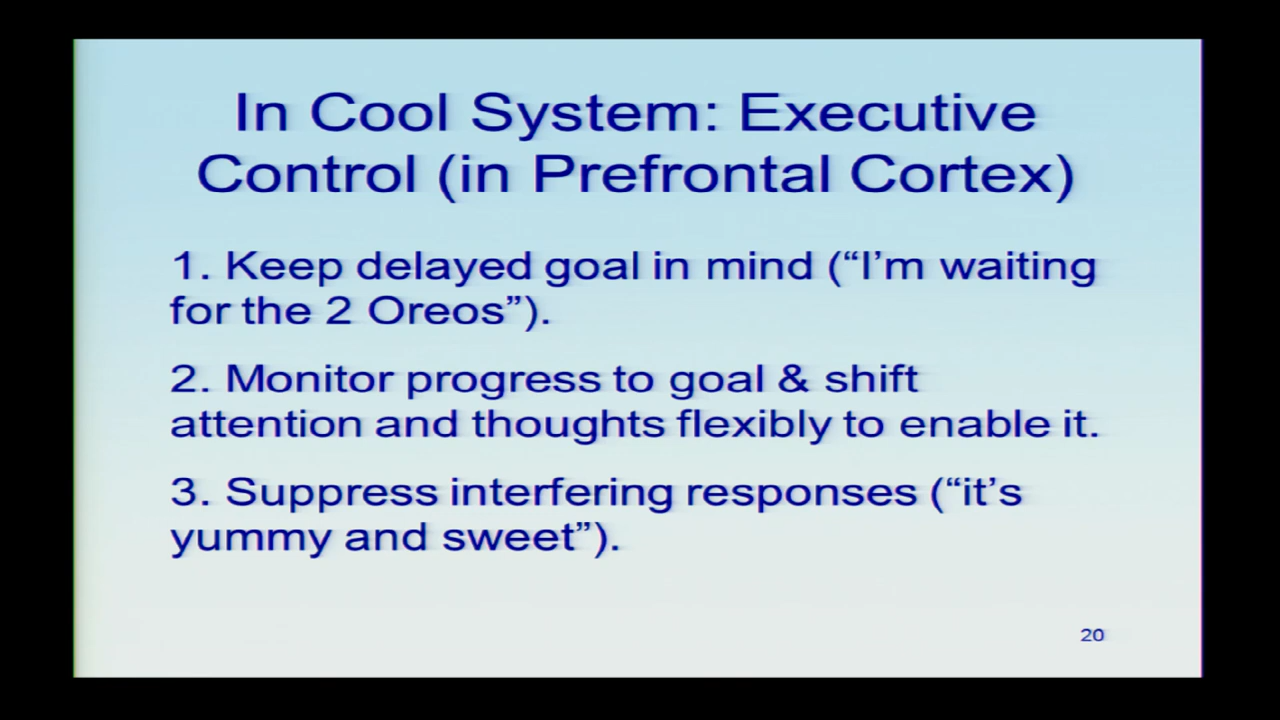 In Cool System: Executive
Control (in Prefrontal Cortex)
1. Keep delayed goal in mind (“I’m waiting
for the 2 Oreos”).
2. Monitor progress to goal & shift
attention and thoughts flexibly to enable it.
3. Suppress interfering responses (“it’s
yummy and sweet”).
20